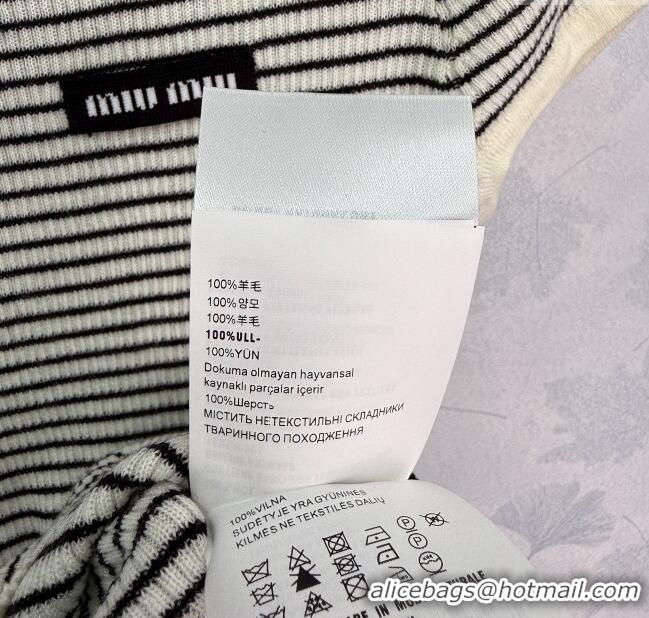 miu miu
100%羊毛
100%양모
100%羊毛
100%ULL-
100%YÜN
Dokuma olmayan hayvansal
kaynaklı parçalar içerir
100%Шерсть
МІСТИТЬ НЕТЕКСТИЛЬНІ СКЛАДНИКИ
ТВАРИННОГО ПОХОДЖЕННЯ
100%VILNA
SUDĖTYJE YRA GYŪNINĖS
KILMĖS NE TEKSTILĖS DALIŲ
P
P
alicebags@hotmail.com